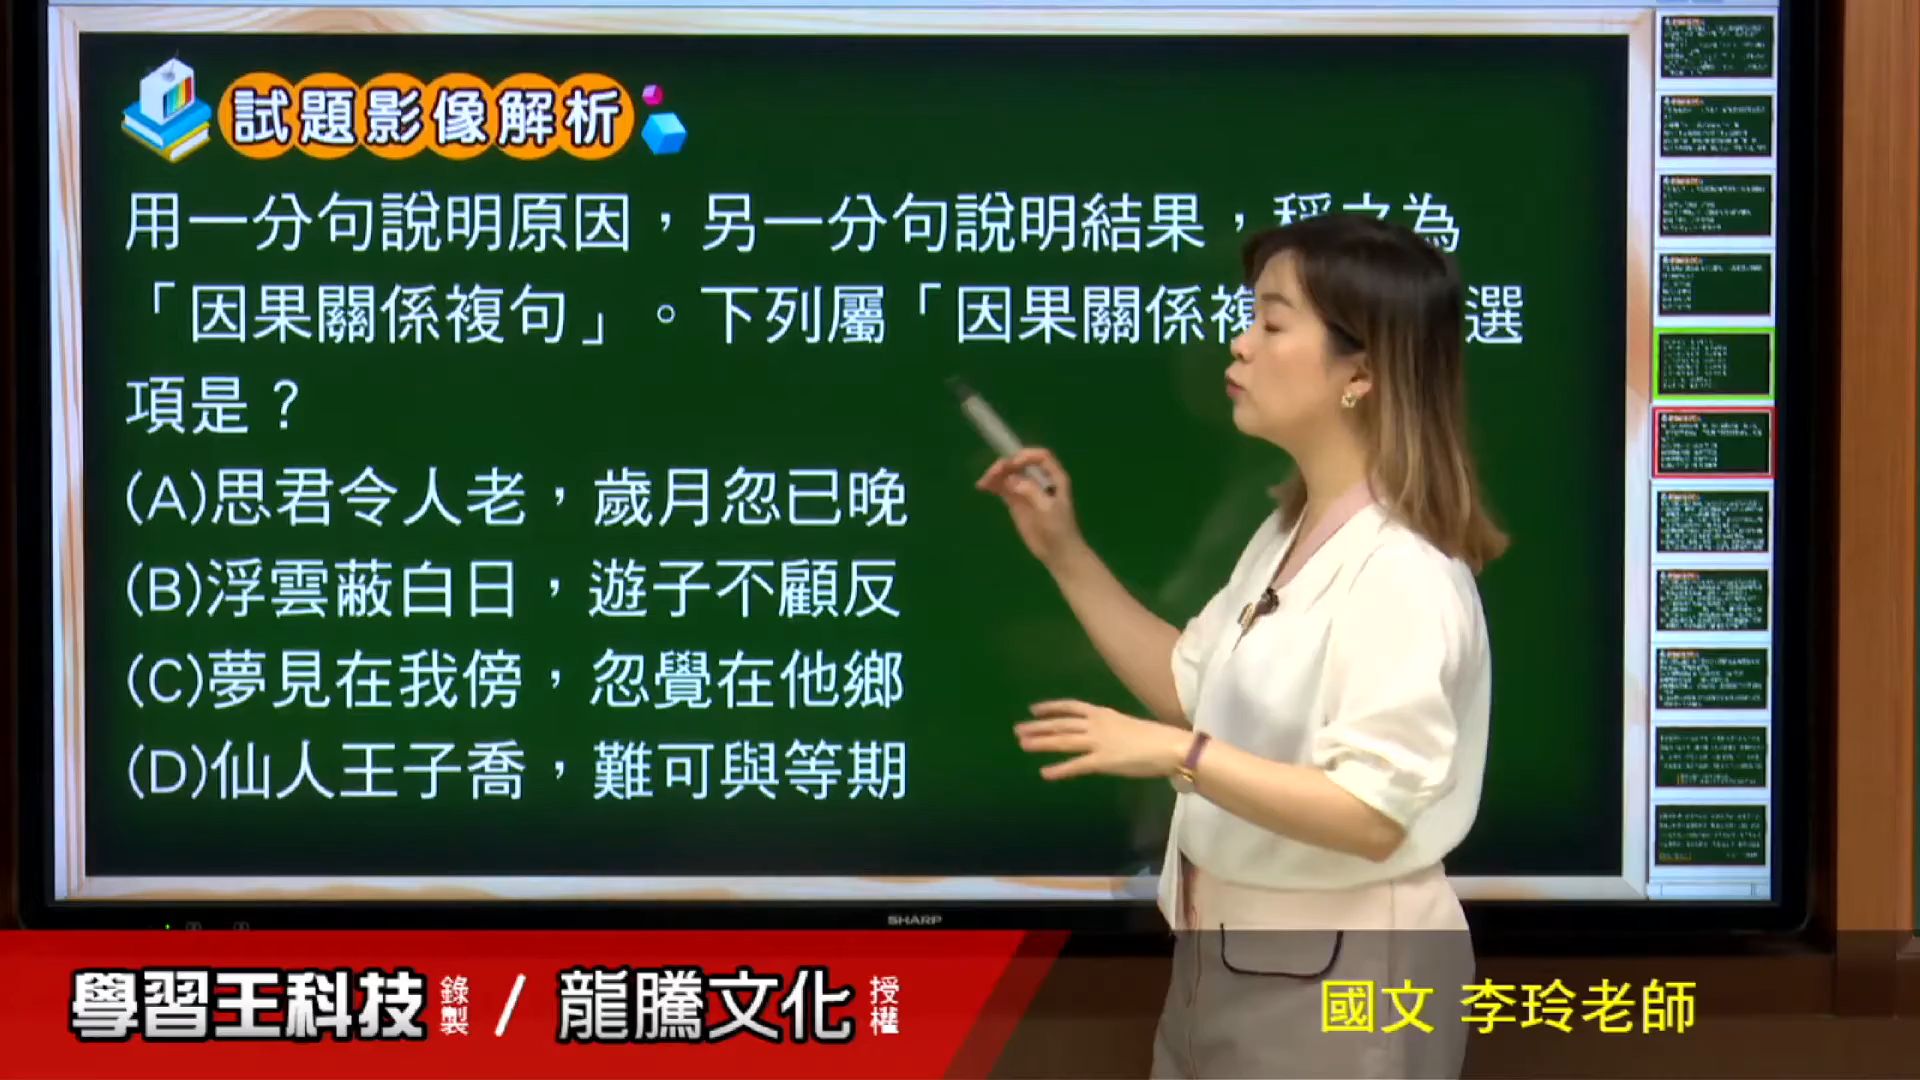 試題影像解析
用一分句說明原因，另一分句說明結果，稱之為
「因果關係複句」。下列屬「因果關係複選
項是？
(A)思君令人老，歲月忽已晚
(B)浮雲蔽白日，遊子不顧反
(C)夢見在我傍，忽覺在他鄉
(D)仙人王子喬，難可與等期
SHARP
學習王科技錄製 / 龍騰文化授權
國文 李玲老師